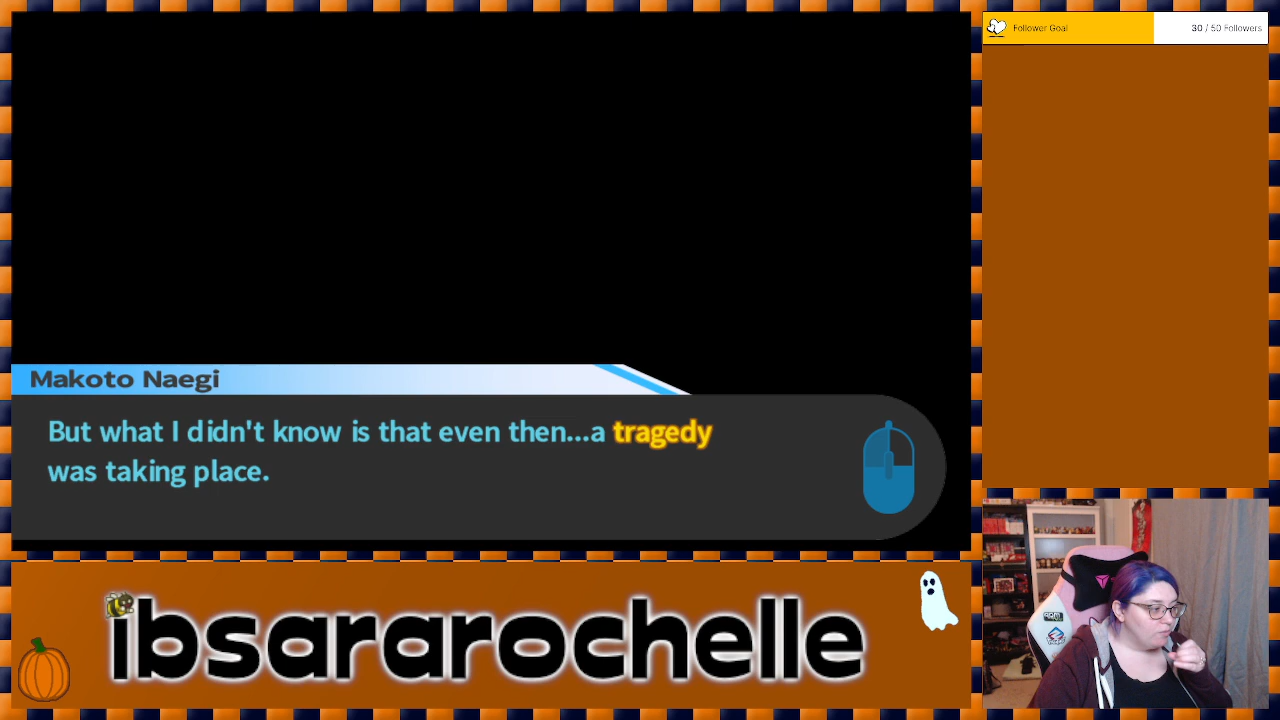 Follower Goal
30 / 50 Followers
Makoto Naegi
But what I didn't know is that even then...a tragedy
was taking place.
ibsararochelle